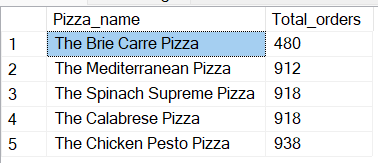 Pizza_name Total_orders
1 The Brie Carre Pizza 480
2 The Mediterranean Pizza 912
3 The Spinach Supreme Pizza 918
4 The Calabrese Pizza 918
5 The Chicken Pesto Pizza 938